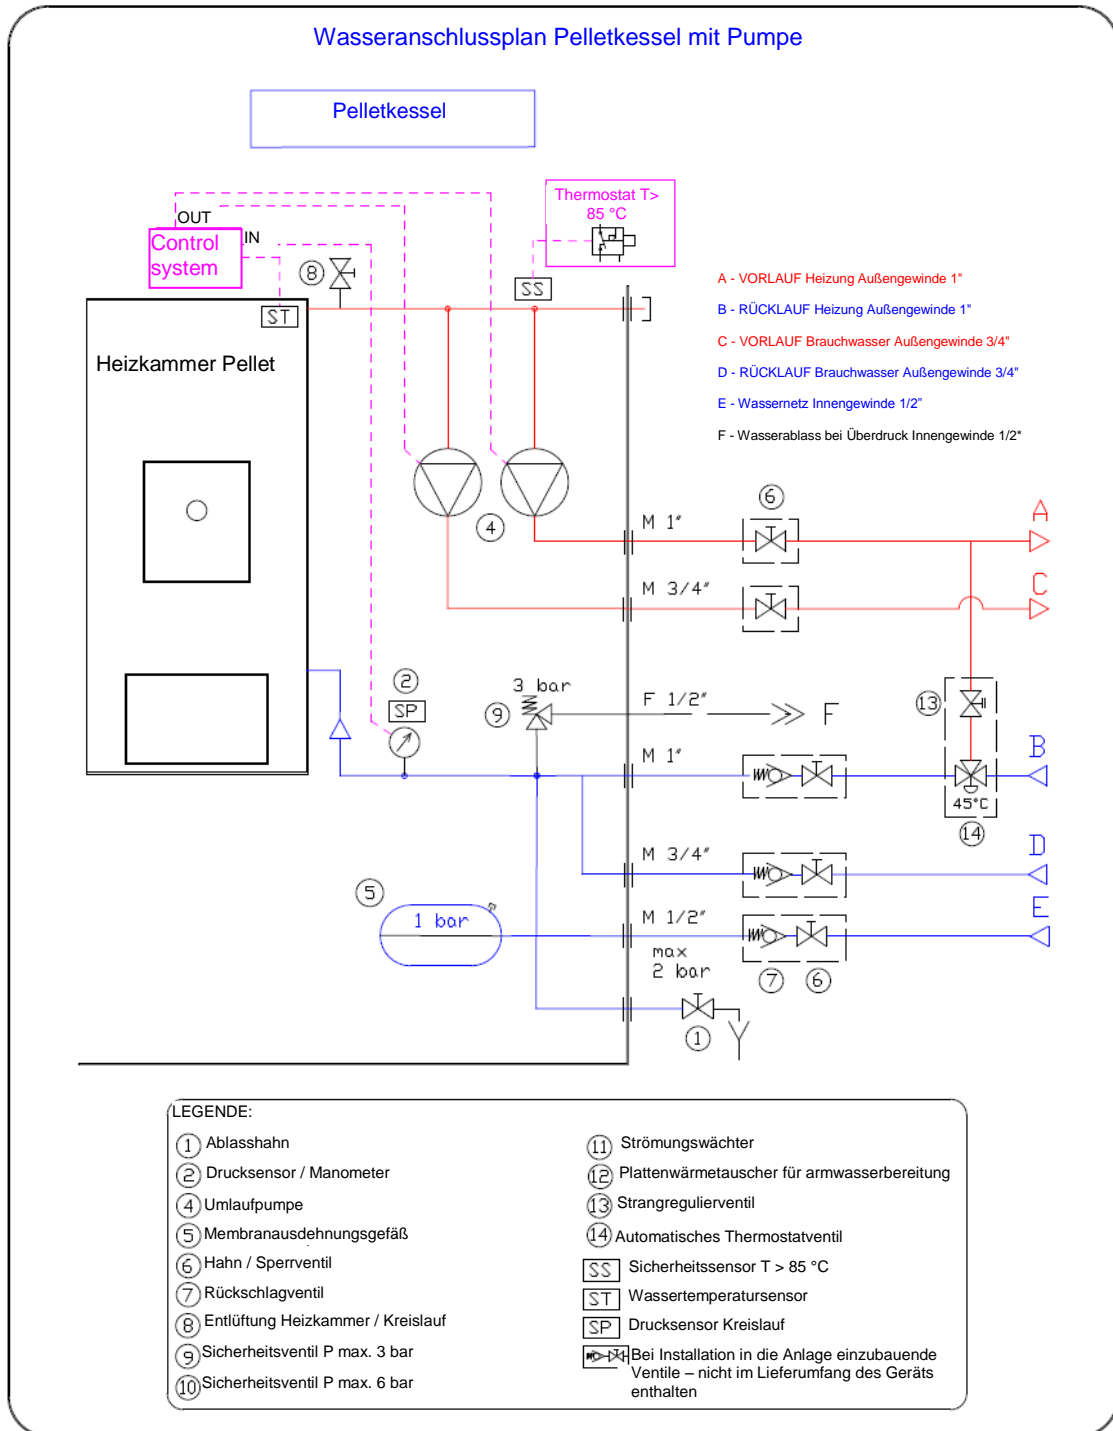 Wasseranschlussplan Pelletkessel mit Pumpe
Pelletkessel
Thermostat T>
85 °C
OUT
IN
Control
system
8
SS
ST
Heizkammer Pellet
A - VORLAUF Heizung Außengewinde 1"
B - RÜCKLAUF Heizung Außengewinde 1"
C - VORLAUF Brauchwasser Außengewinde 3/4"
D - RÜCKLAUF Brauchwasser Außengewinde 3/4"
E - Wassernetz Innengewinde 1/2"
F - Wasserablass bei Überdruck Innengewinde 1/2*
4
M 1"
6
A
M 3/4"
C
2
SP
3 bar
9
F 1/2"
F
13
M 1"
B
45°C
14
M 3/4"
D
5
1 bar
M 1/2"
E
max
2 bar
7
6
1
LEGENDE:
1 Ablasshahn
2 Drucksensor / Manometer
4 Umlaufpumpe
5 Membranausdehnungsgefäß
6 Hahn / Sperrventil
7 Rückschlagventil
8 Entlüftung Heizkammer / Kreislauf
9 Sicherheitsventil P max. 3 bar
10 Sicherheitsventil P max. 6 bar
11 Strömungswächter
12 Plattenwärmetauscher für armwasserbereitung
13 Strangregulierventil
14 Automatisches Thermostatventil
SS Sicherheitssensor T > 85 °C
ST Wassertemperatursensor
SP Drucksensor Kreislauf
Bei Installation in die Anlage einzubauende
Ventile – nicht im Lieferumfang des Geräts
enthalten